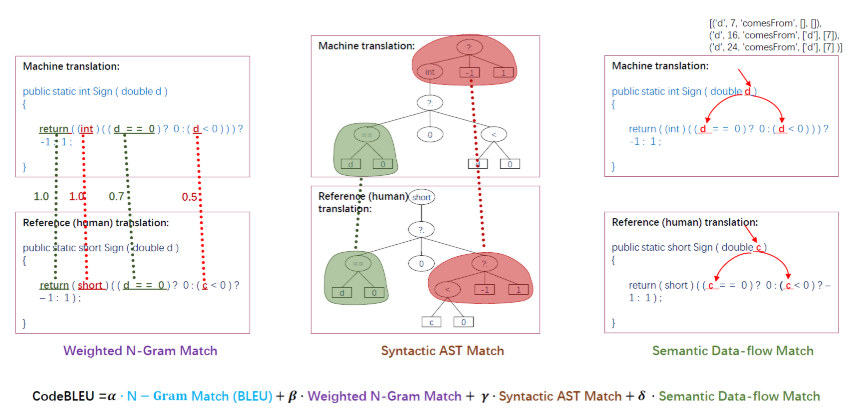 [('d', 7, 'comesFrom', [], []),
('d', 16, 'comesFrom', ['d'], [7]),
('d', 24, 'comesFrom', ['d'], [7] )]
Machine translation:
public static int Sign ( double d )
{
return ( (int ) ( ( d = = 0 ) ? 0 : ( d < 0 ) ) ) ?
-1 : 1 ;
}
1.0 1.0 0.7 0.5
Reference (human) translation:
public static short Sign ( double d )
{
return ( short ) ( ( d = = 0 ) ? 0 : ( c < 0 ) ?
– 1 : 1 ) ;
}
Weighted N-Gram Match
Machine translation:
?
int -1 1
?
== 0 <
d 0 d 0
Reference (human)
translation:
short
?
== 0 ?
d 0 < -1 1
c 0
Syntactic AST Match
Machine translation:
public static int Sign ( double d )
{
return ( (int ) ( ( d = = 0 ) ? 0 : ( d < 0 ) ) ) ?
-1 : 1 ;
}
Reference (human) translation:
public static short Sign ( double c )
{
return ( short ) ( ( c = = 0 ) ? 0 : ( c < 0 ) ? –
1 : 1 ) ;
}
Semantic Data-flow Match
CodeBLEU = α · N – Gram Match (BLEU) + β · Weighted N-Gram Match + γ · Syntactic AST Match + δ · Semantic Data-flow Match